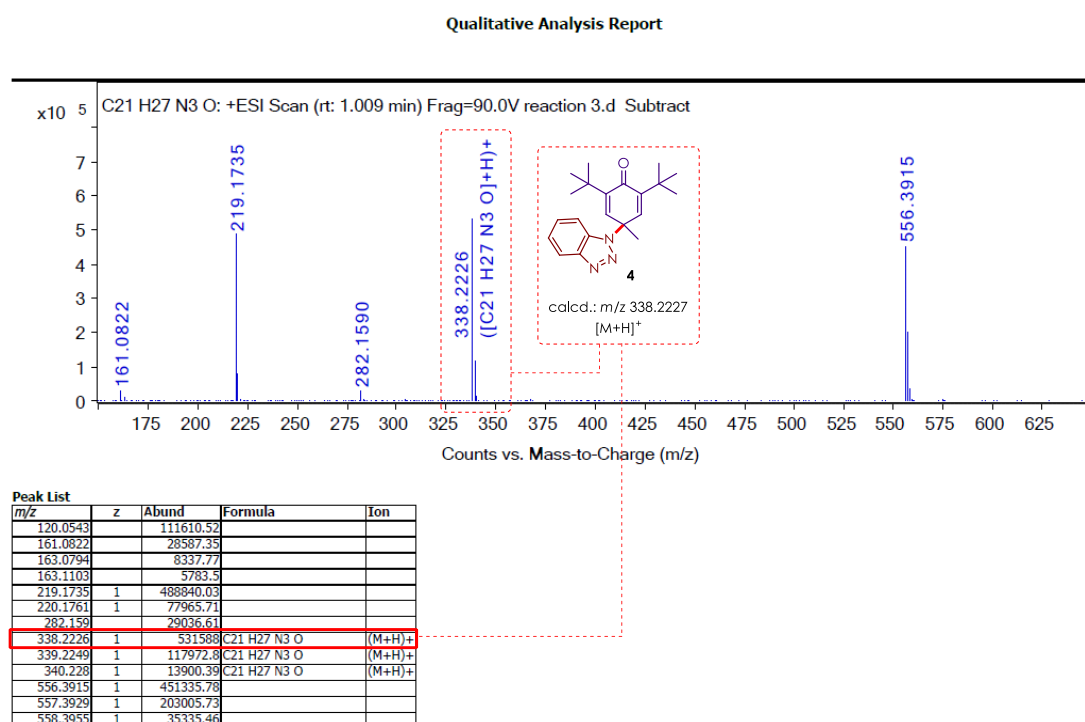 Qualitative Analysis Report
x10 5
C21 H27 N3 O: +ESI Scan (rt: 1.009 min) Frag=90.0V reaction 3.d Subtract
7
6
5
4
3
2
1
0
161.0822
219.1735
282.1590
338.2226
([C21 H27 N3 O]+H)+
556.3915
O
N
N
N
4
calcd.: m/z 338.2227
[M+H]+
175 200 225 250 275 300 325 350 375 400 425 450 475 500 525 550 575 600 625
Counts vs. Mass-to-Charge (m/z)
Peak List
m/z z Abund Formula Ion
120.0543 111610.52
161.0822 28587.35
163.0794 8337.77
163.1103 5783.5
219.1735 1 488840.03
220.1761 1 77965.71
282.159 29036.61
338.2226 1 531588 C21 H27 N3 O (M+H)+
339.2249 1 117972.8 C21 H27 N3 O (M+H)+
340.228 1 13900.39 C21 H27 N3 O (M+H)+
556.3915 1 451335.78
557.3929 1 203005.73
558.3955 1 35335.46